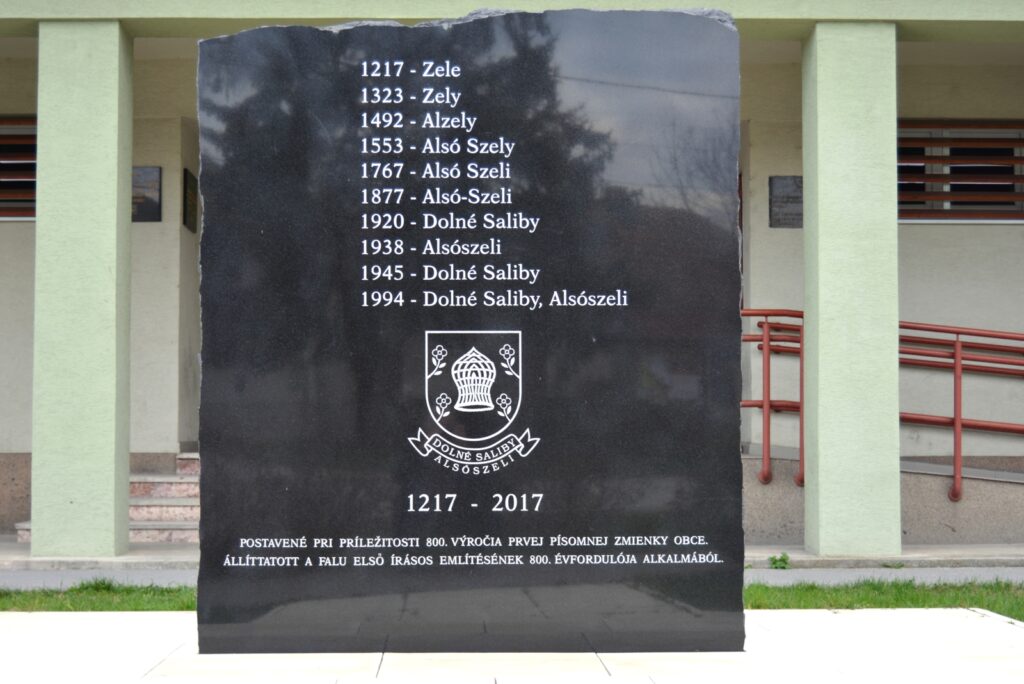 1217 - Zele
1323 - Zely
1492 - Alzely
1553 - Alsó Szely
1767 - Alsó Szeli
1877 - Alsó-Szeli
1920 - Dolné Saliby
1938 - Alsószeli
1945 - Dolné Saliby
1994 - Dolné Saliby, Alsószeli
DOLNÉ SALIBY
ALSÓSZELI
1217 - 2017
POSTAVENÉ PRI PRÍLEŽITOSTI 800. VÝROČIA PRVEJ PÍSOMNEJ ZMIENKY OBCE.
ÁLLÍTTATOTT A FALU ELSŐ ÍRÁSOS EMLÍTÉSÉNEK 800. ÉVFORDULÓJA ALKALMÁBÓL.